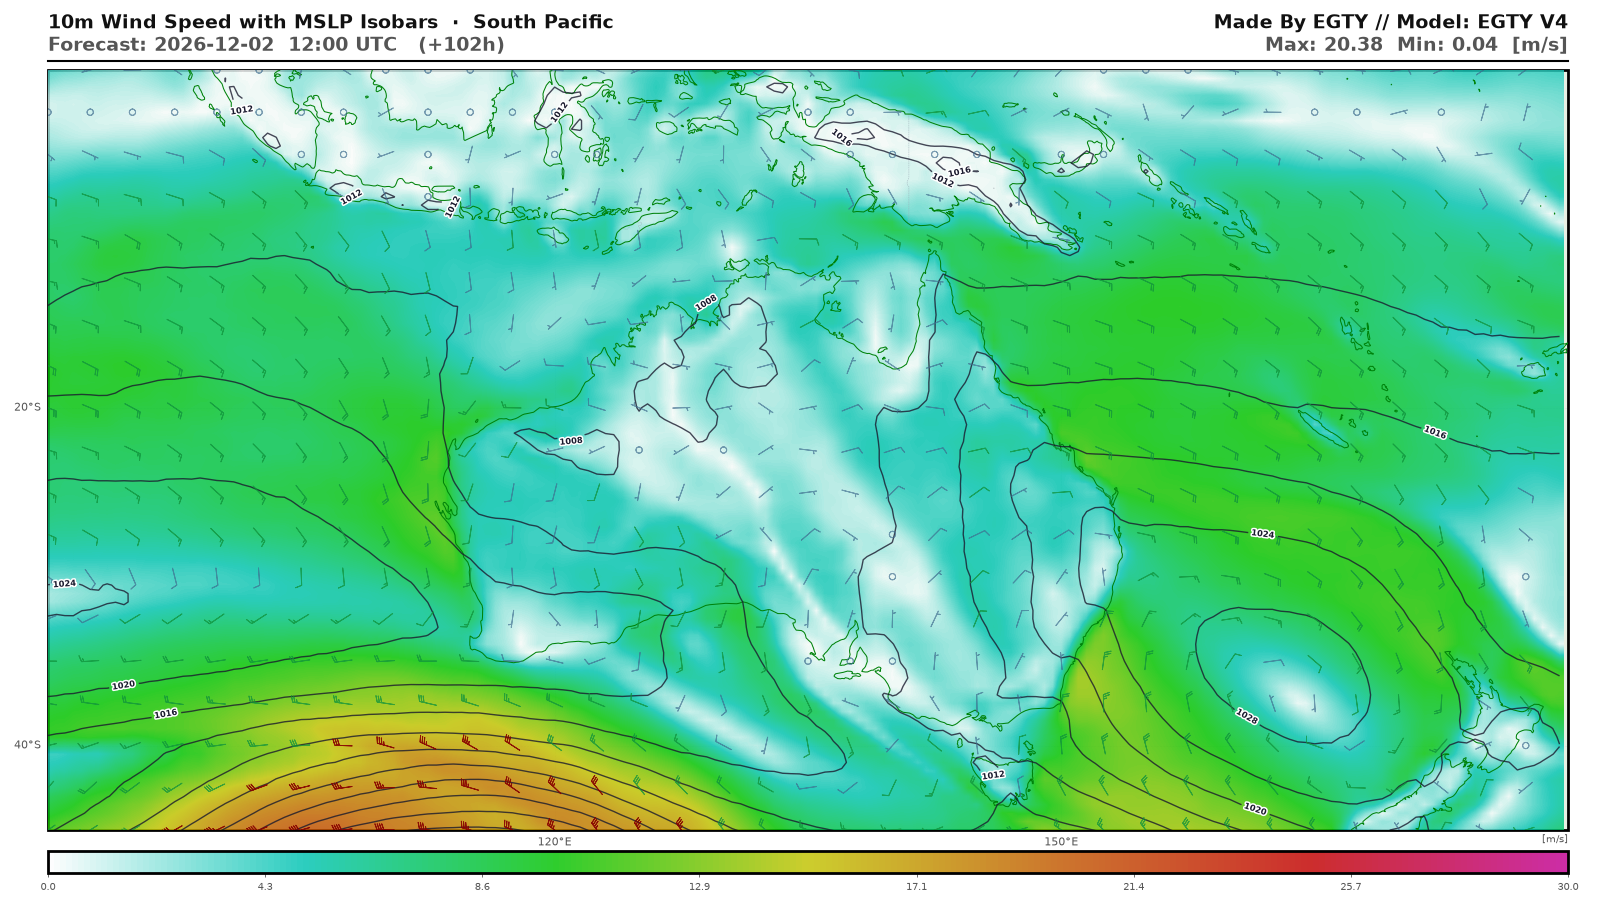 10m Wind Speed with MSLP Isobars · South Pacific
Made By EGTY // Model: EGTY V4
Forecast: 2026-12-02 12:00 UTC (+102h)
Max: 20.38 Min: 0.04 [m/s]
1012
1012
1016
1016
1012
1012
1012
1008
20°S
1016
1008
1024
1024
1020
1016
1028
40°S
1012
1020
120°E
150°E
[m/s]
0.0
4.3
8.6
12.9
17.1
21.4
25.7
30.0